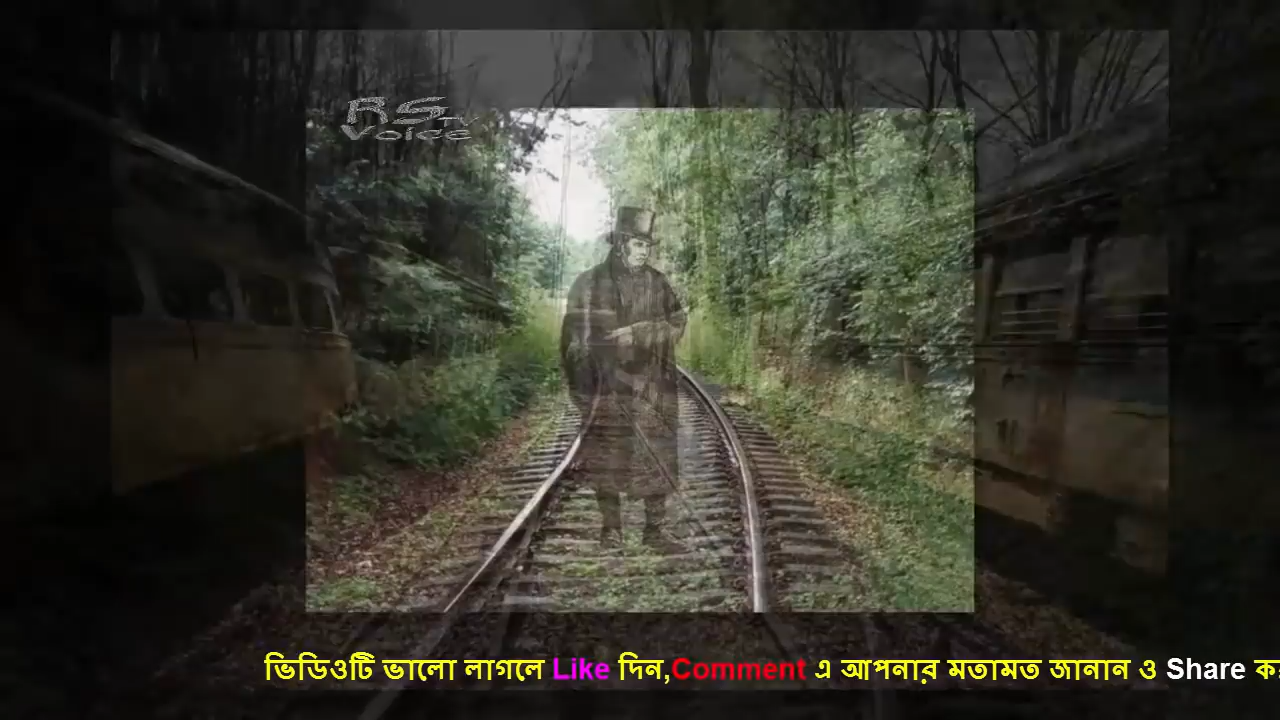 RS TV
Voice
ভিডিওটি ভালো লাগলে Like দিন,Comment এ আপনার মতামত জানান ও Share